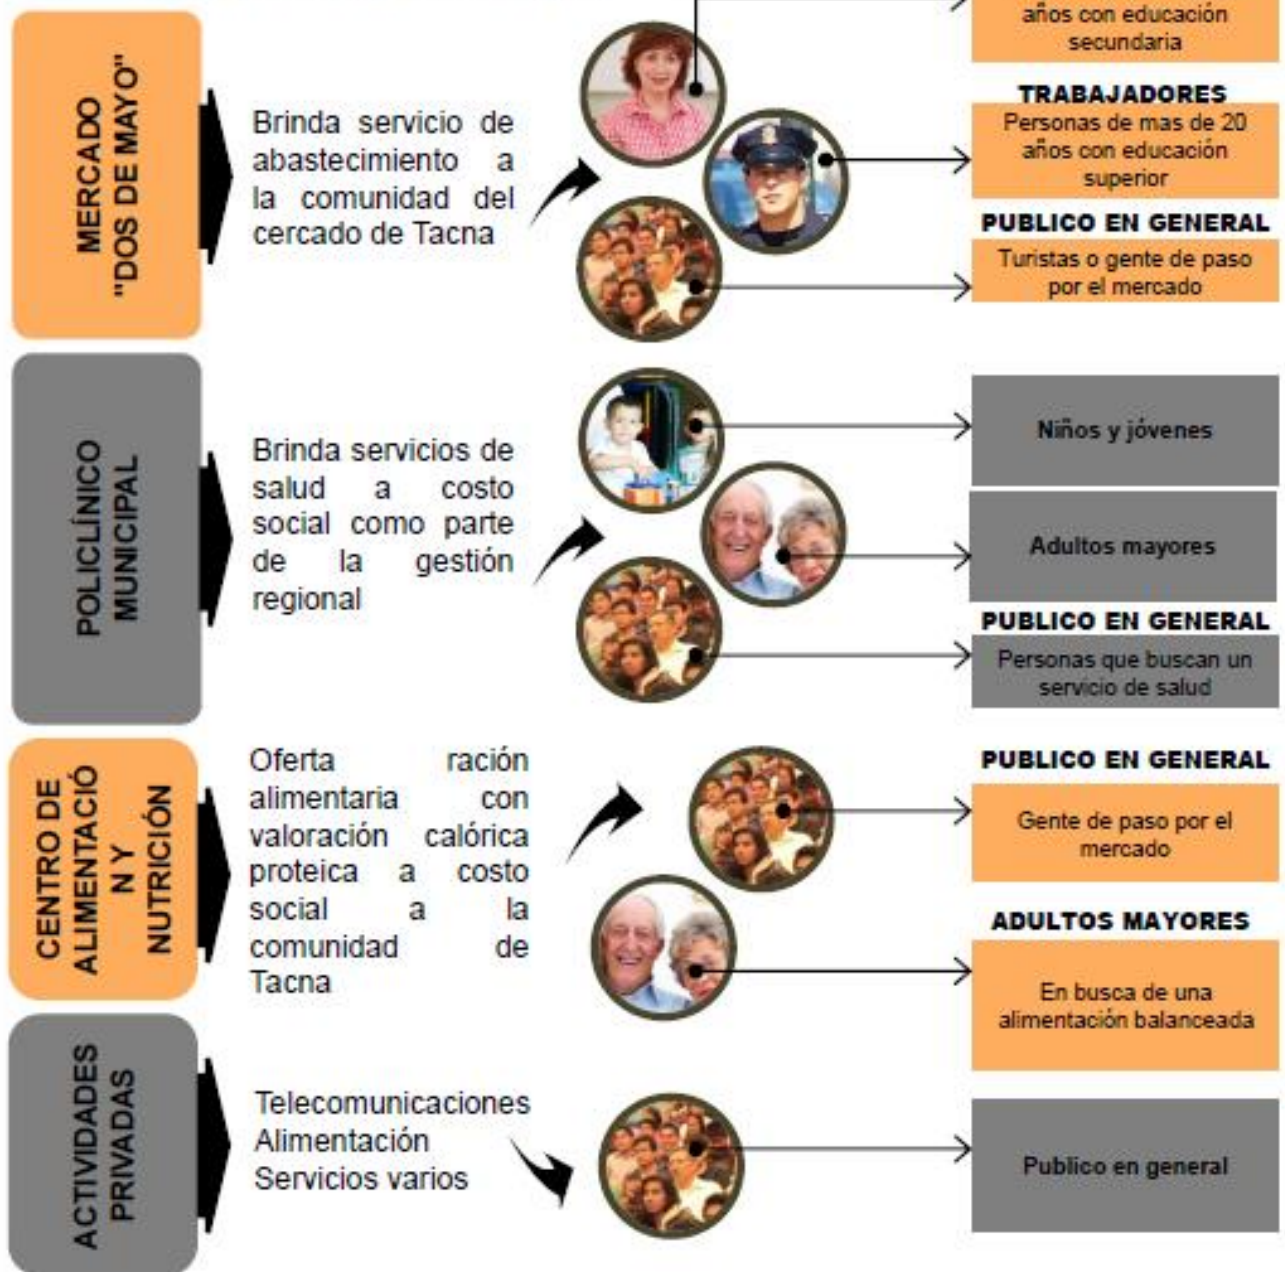 años con educación
secundaria
MERCADO
"DOS DE MAYO"
Brinda servicio de
abastecimiento a
la comunidad del
cercado de Tacna
TRABAJADORES
Personas de mas de 20
años con educación
superior
PUBLICO EN GENERAL
Turistas o gente de paso
por el mercado
POLICLÍNICO
MUNICIPAL
Brinda servicios de
salud a costo
social como parte
de la gestión
regional
Niños y jóvenes
Adultos mayores
PUBLICO EN GENERAL
Personas que buscan un
servicio de salud
CENTRO DE
ALIMENTACIÓ
N Y
NUTRICIÓN
Oferta ración
alimentaria con
valoración calórica
proteica a costo
social a la
comunidad de
Tacna
PUBLICO EN GENERAL
Gente de paso por el
mercado
ADULTOS MAYORES
En busca de una
alimentación balanceada
ACTIVIDADES
PRIVADAS
Telecomunicaciones
Alimentación
Servicios varios
Publico en general